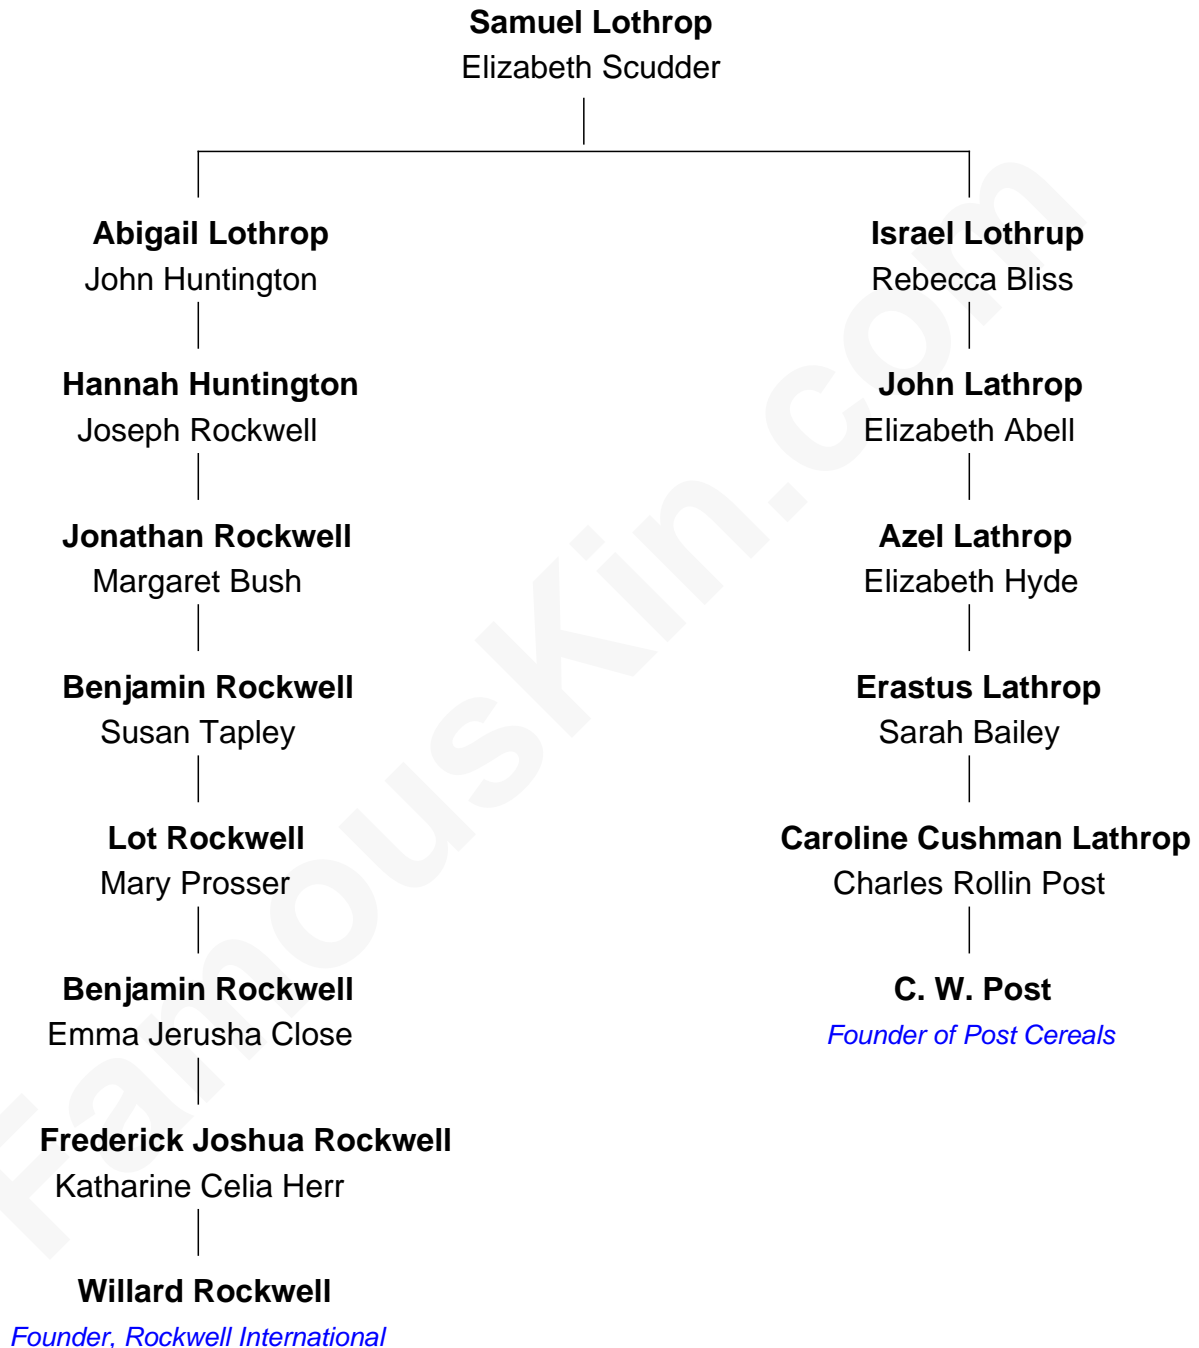 Samuel Lothrop
Elizabeth Scudder
Abigail Lothrop
John Huntington
Israel Lothrup
Rebecca Bliss
Hannah Huntington
Joseph Rockwell
John Lathrop
Elizabeth Abell
Jonathan Rockwell
Margaret Bush
Azel Lathrop
Elizabeth Hyde
Benjamin Rockwell
Susan Tapley
Erastus Lathrop
Sarah Bailey
Lot Rockwell
Mary Prosser
Caroline Cushman Lathrop
Charles Rollin Post
Benjamin Rockwell
Emma Jerusha Close
C. W. Post
Founder of Post Cereals
Frederick Joshua Rockwell
Katharine Celia Herr
Willard Rockwell
Founder, Rockwell International
FamousKin.com